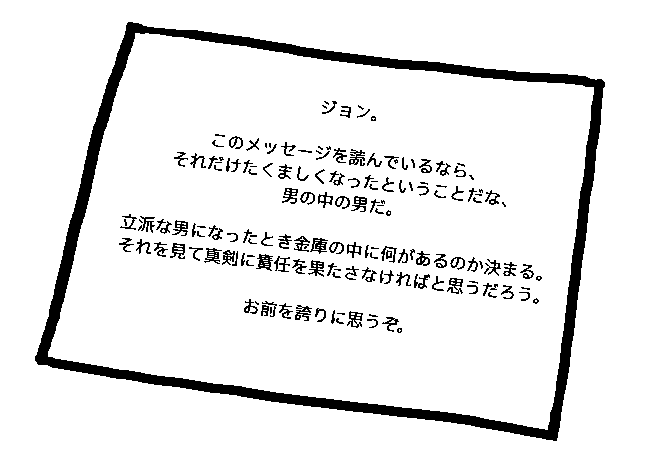 ジョン。
このメッセージを読んでいるなら、
それだけたくましくなったということだな、
男の中の男だ。
立派な男になったとき金庫の中に何があるのか決まる。
それを見て真剣に責任を果たさなければと思うだろう。
お前を誇りに思うぞ。